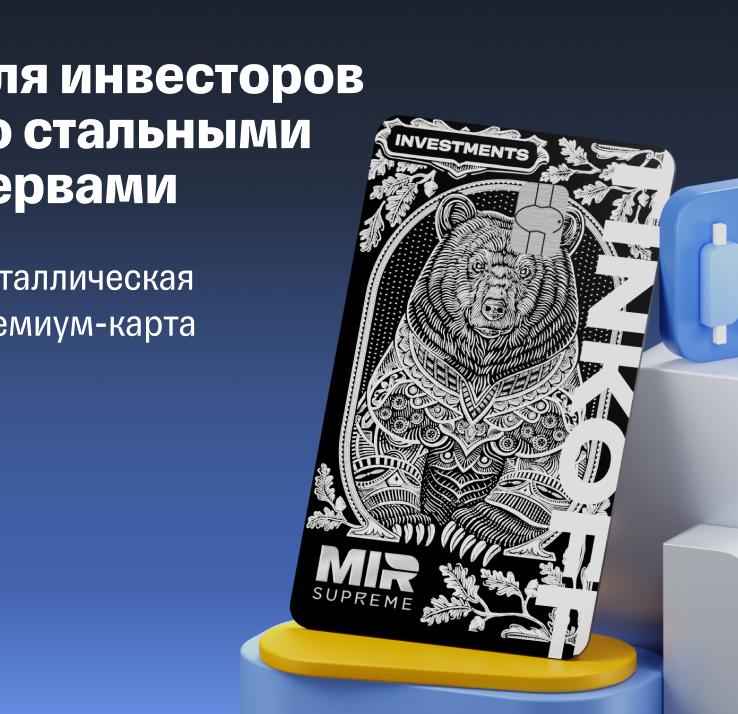 ля инвесторов
о стальными
ервами
таллическая
емиум-карта
INVESTMENTS
TINKOFF
MIR
SUPREME